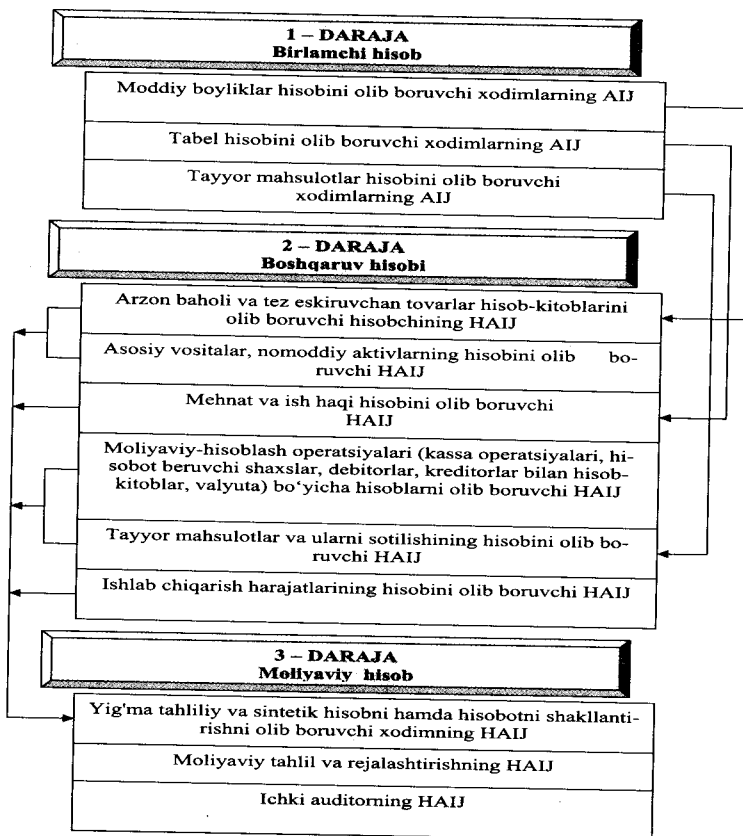 1 – DARAJA
Birlamchi hisob
Moddiy boyliklar hisobini olib boruvchi xodimlarning AIJ
Tabel hisobini olib boruvchi xodimlarning AIJ
Tayyor mahsulotlar hisobini olib boruvchi
xodimlarning AIJ
2 – DARAJA
Boshqaruv hisobi
Arzon baholi va tez eskiruvchan tovarlar hisob-kitoblarini
olib boruvchi hisobchining HAIJ
Asosiy vositalar, nomoddiy aktivlarning hisobini olib bo-
ruvchi HAIJ
Mehnat va ish haqi hisobini olib boruvchi
HAIJ
Moliyaviy-hisoblash operatsiyalari (kassa operatsiyalari, hi-
sobot beruvchi shaxslar, debitorlar, kreditorlar bilan hisob-
kitoblar, valyuta) bo‘yicha hisoblarni olib boruvchi HAIJ
Tayyor mahsulotlar va ularni sotilishining hisobini olib bo-
ruvchi HAIJ
Ishlab chiqarish harajatlarining hisobini olib boruvchi HAIJ
3 – DARAJA
Moliyaviy hisob
Yig'ma tahliliy va sintetik hisobni hamda hisobotni shakllanti-
rishni olib boruvchi xodimning HAIJ
Moliyaviy tahlil va rejalashtirishning HAIJ
Ichki auditorning HAIJ